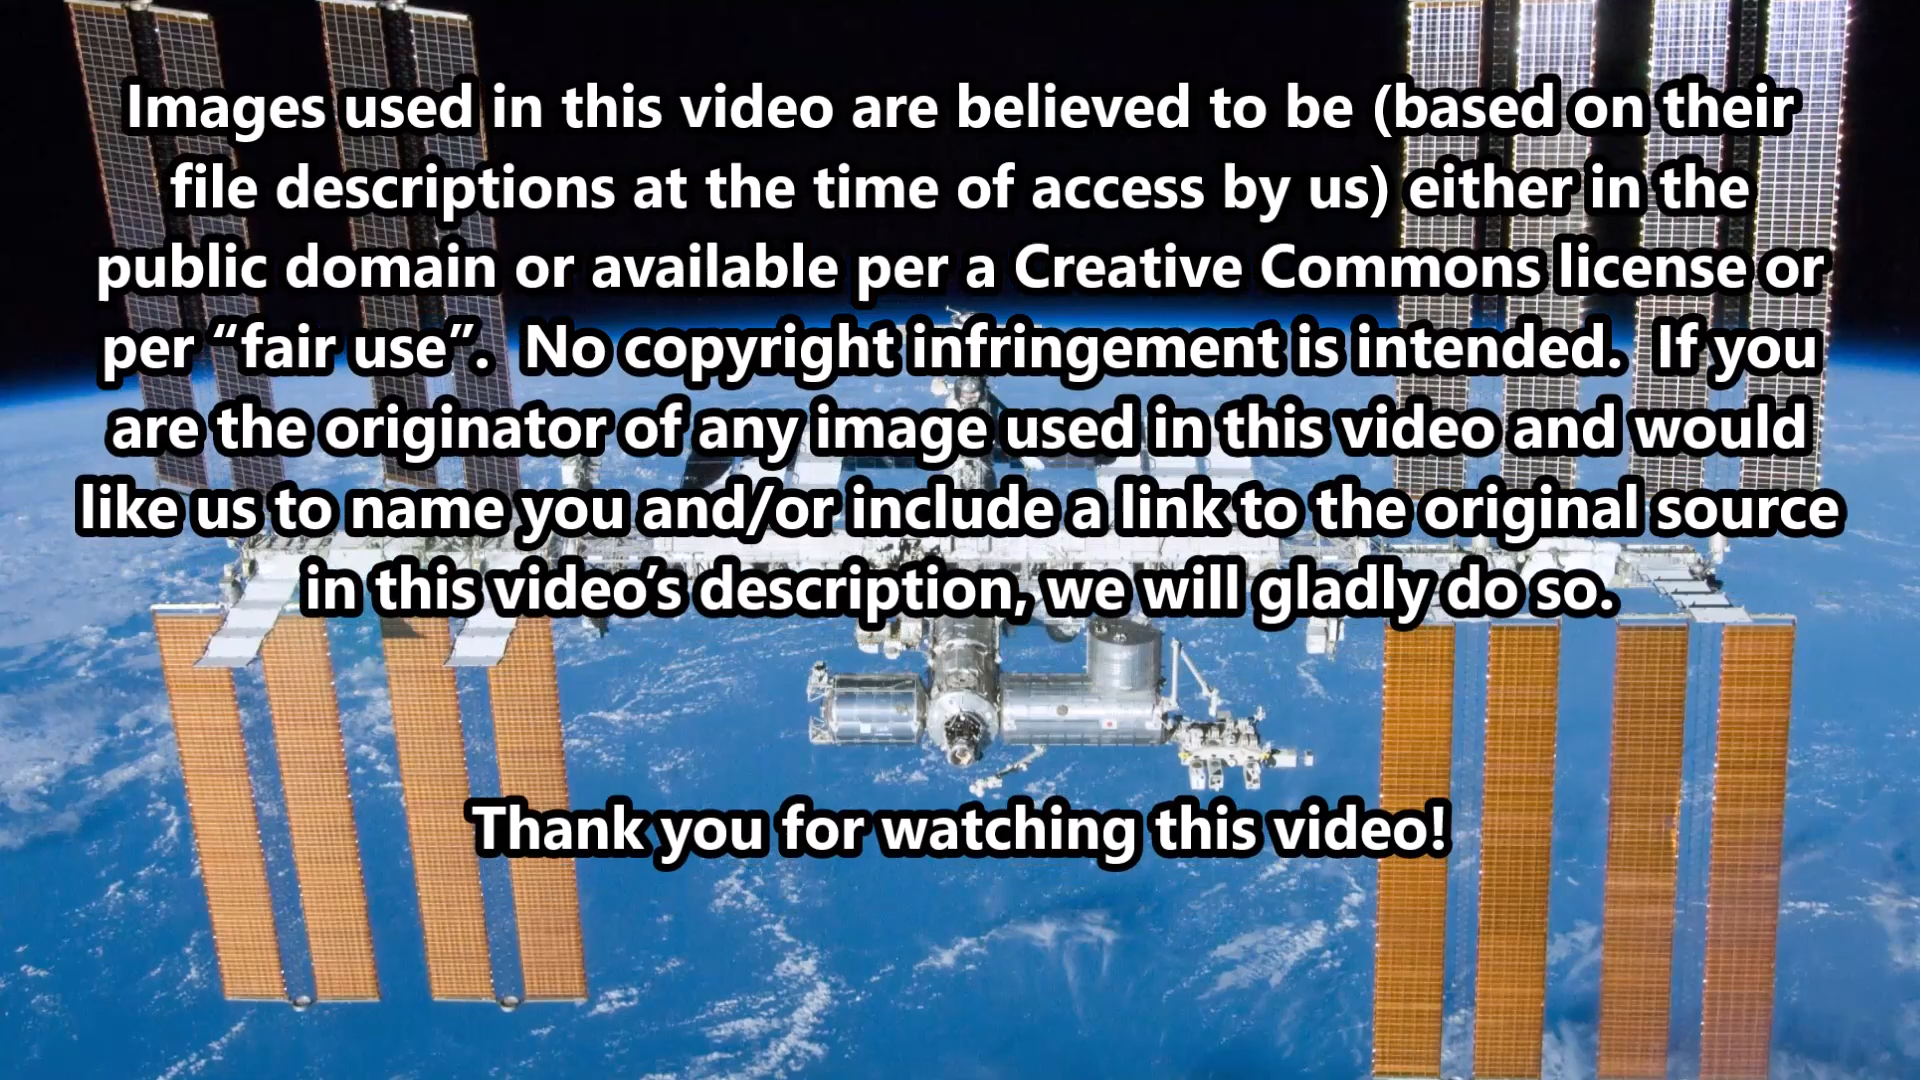 Images used in this video are believed to be (based on their
file descriptions at the time of access by us) either in the
public domain or available per a Creative Commons license or
per “fair use”.  No copyright infringement is intended.  If you
are the originator of any image used in this video and would
like us to name you and/or include a link to the original source
in this video’s description, we will gladly do so.
Thank you for watching this video!